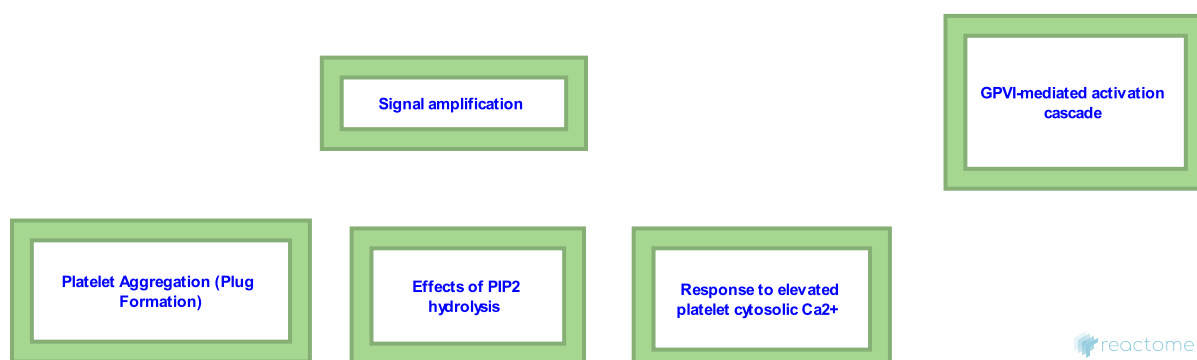 Signal amplification
GPVI-mediated activation
cascade
Platelet Aggregation (Plug
Formation)
Effects of PIP2
hydrolysis
Response to elevated
platelet cytosolic Ca2+
reactome